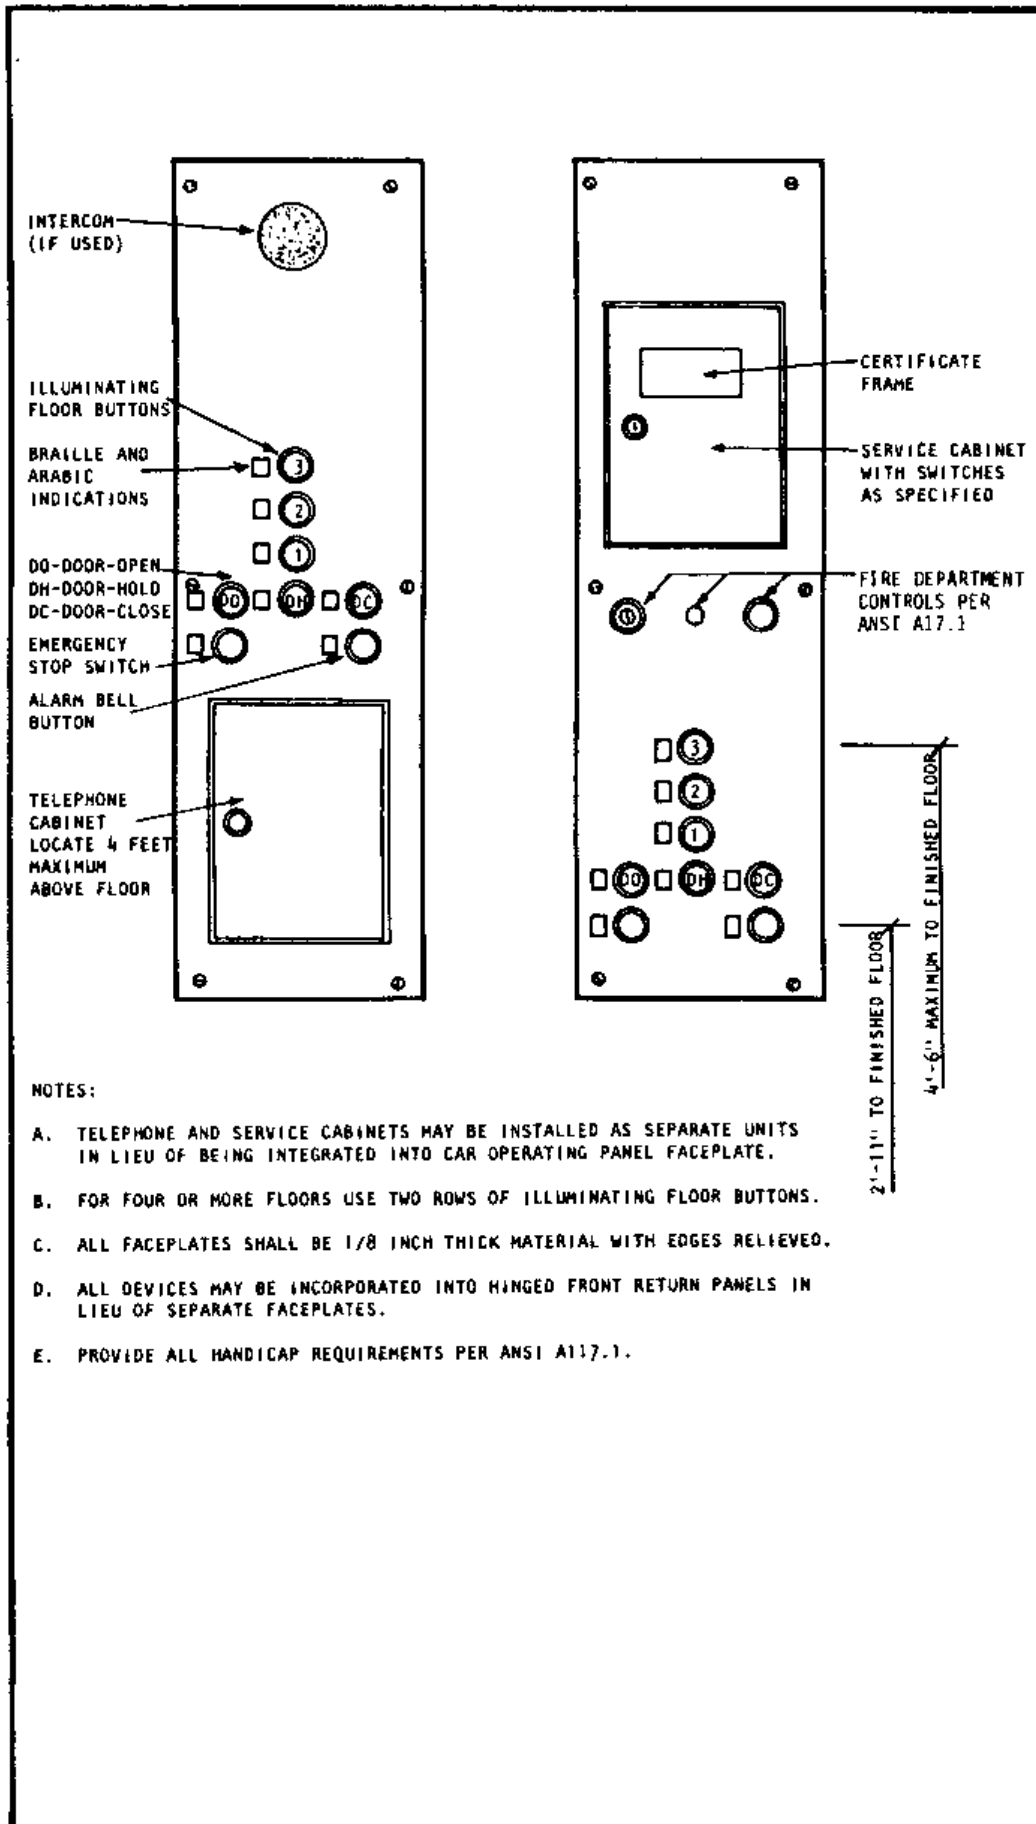 INTERCOM
(IF USED)
ILLUMINATING
FLOOR BUTTONS
BRAILLE AND
ARABIC
INDICATIONS
DO-DOOR-OPEN
DH-DOOR-HOLD
DC-DOOR-CLOSE
EMERGENCY
STOP SWITCH
ALARM BELL
BUTTON
TELEPHONE
CABINET
LOCATE 4 FEET
MAXIMUM
ABOVE FLOOR
3
2
1
DO DH DC
CERTIFICATE
FRAME
SERVICE CABINET
WITH SWITCHES
AS SPECIFIED
FIRE DEPARTMENT
CONTROLS PER
ANSI A17.1
3
2
1
DO DH DC
2'-11" TO FINISHED FLOOR
4'-6" MAXIMUM TO FINISHED FLOOR
NOTES:
A. TELEPHONE AND SERVICE CABINETS MAY BE INSTALLED AS SEPARATE UNITS
IN LIEU OF BEING INTEGRATED INTO CAR OPERATING PANEL FACEPLATE.
B. FOR FOUR OR MORE FLOORS USE TWO ROWS OF ILLUMINATING FLOOR BUTTONS.
C. ALL FACEPLATES SHALL BE 1/8 INCH THICK MATERIAL WITH EDGES RELIEVED.
D. ALL DEVICES MAY BE INCORPORATED INTO HINGED FRONT RETURN PANELS IN
LIEU OF SEPARATE FACEPLATES.
E. PROVIDE ALL HANDICAP REQUIREMENTS PER ANSI A117.1.